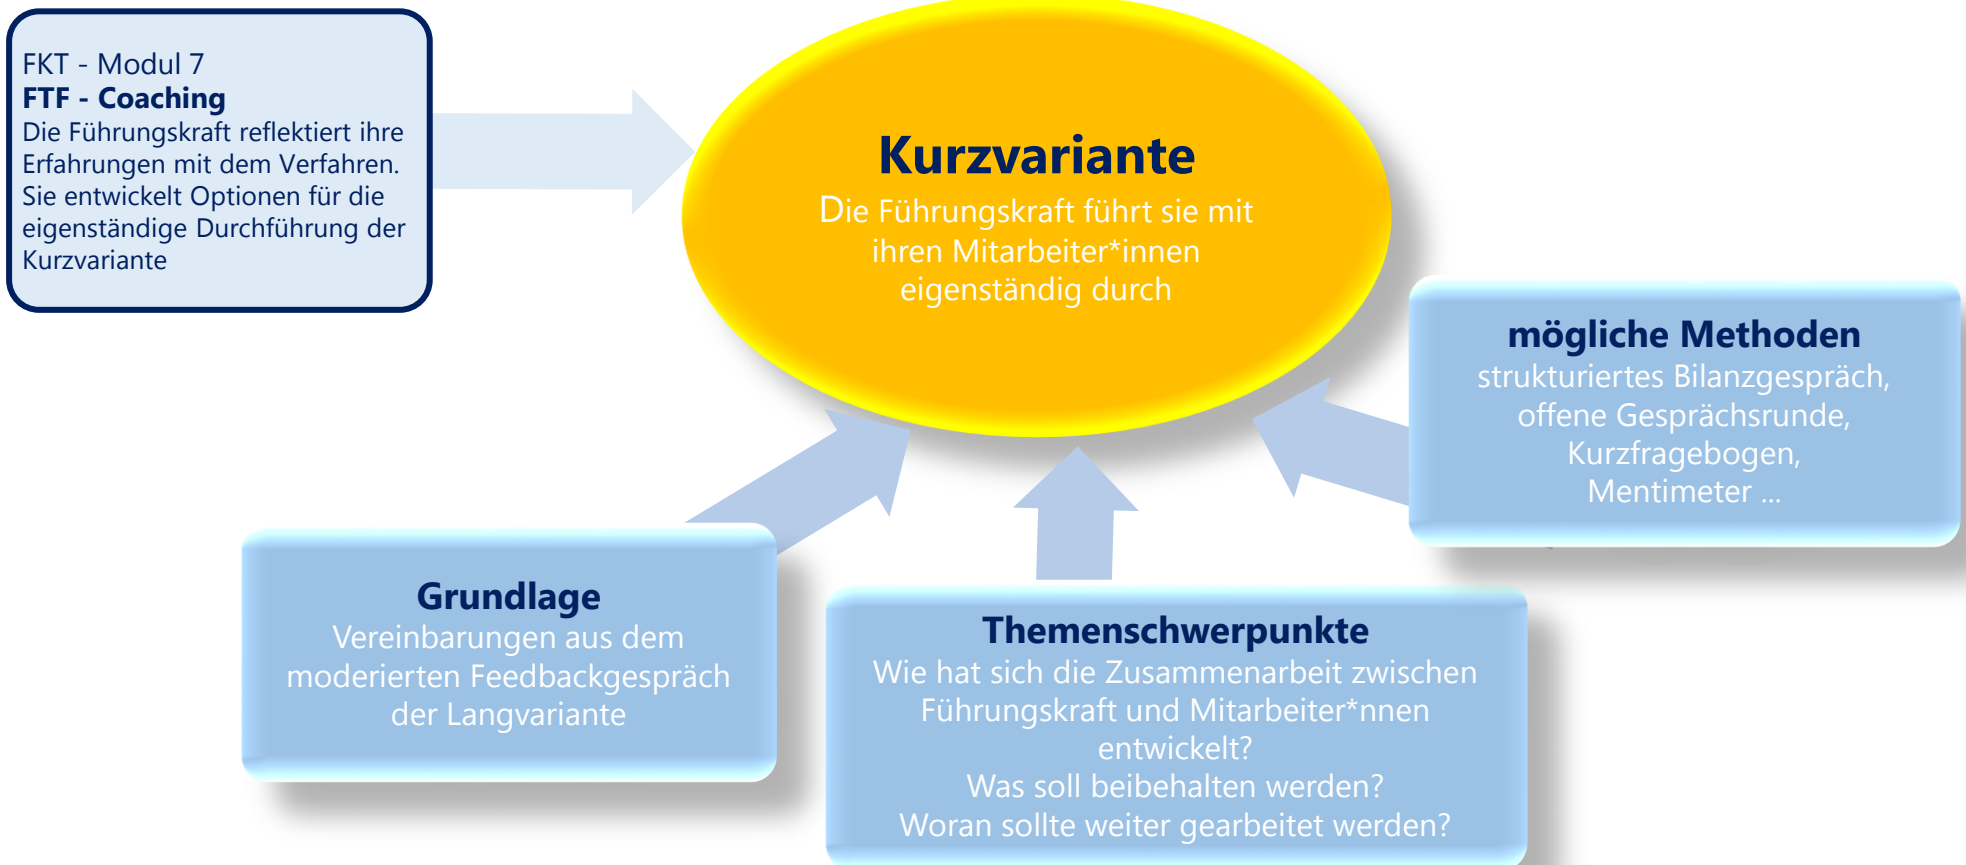 FKT - Modul 7
FTF - Coaching
Die Führungskraft reflektiert ihre
Erfahrungen mit dem Verfahren.
Sie entwickelt Optionen für die
eigenständige Durchführung der
Kurzvariante
Kurzvariante
Die Führungskraft führt sie mit
ihren Mitarbeiter*innen
eigenständig durch
mögliche Methoden
strukturiertes Bilanzgespräch,
offene Gesprächsrunde,
Kurzfragebogen,
Mentimeter ...
Grundlage
Vereinbarungen aus dem
moderierten Feedbackgespräch
der Langvariante
Themenschwerpunkte
Wie hat sich die Zusammenarbeit zwischen
Führungskraft und Mitarbeiter*nnen
entwickelt?
Was soll beibehalten werden?
Woran sollte weiter gearbeitet werden?